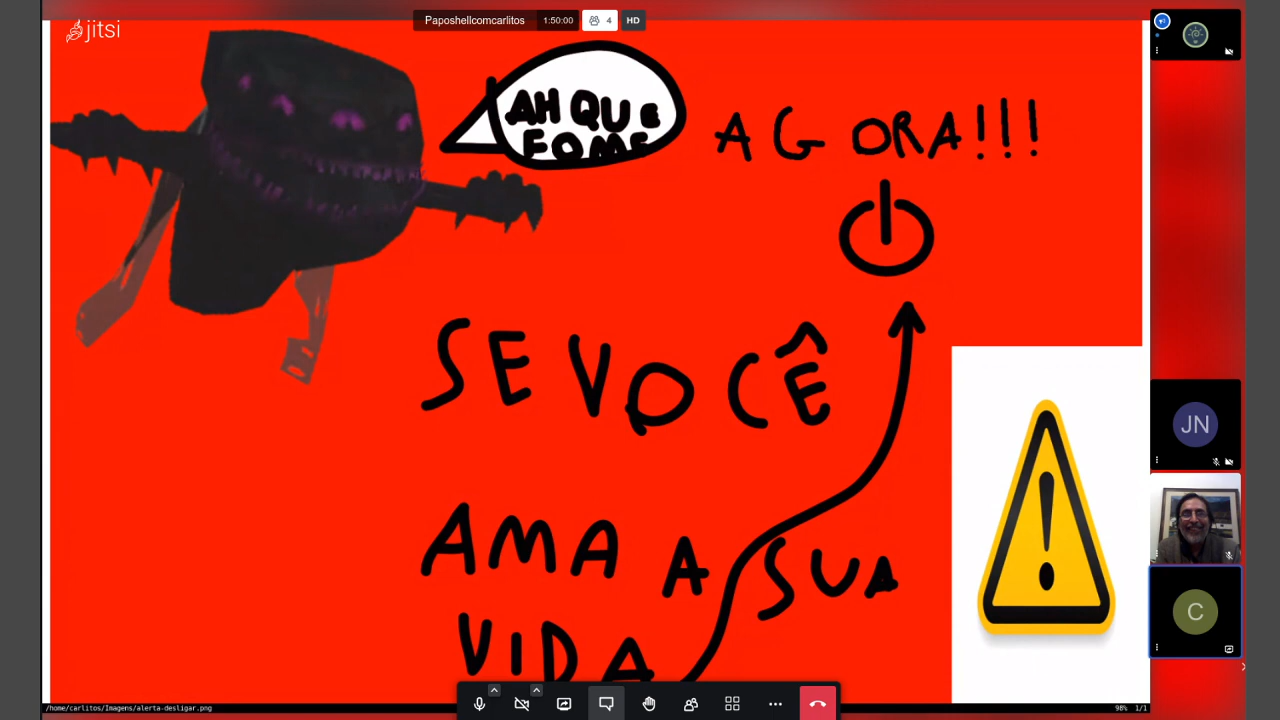 jitsi
Paposhellcomcarlitos 1:50:00 4 HD
AH QUE
FOME
AGORA!!!
SE VOCÊ
AMA A SUA
VIDA
!
JN
C
/home/carlitos/Imagens/alerta-desligar.png
98% 1/1